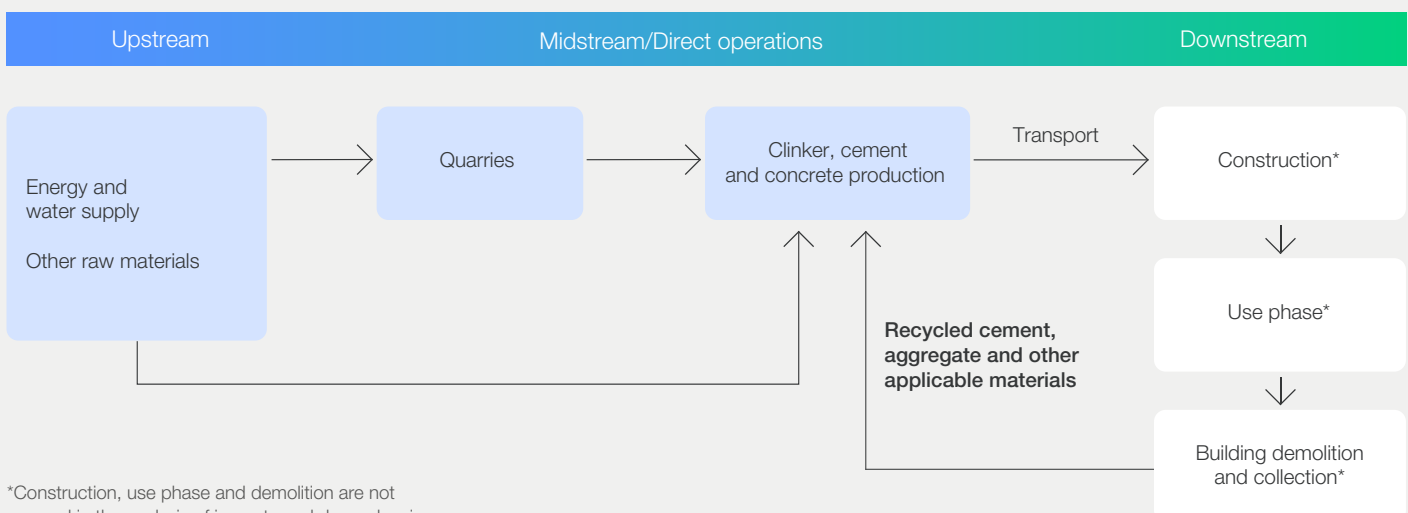 Upstream
Midstream/Direct operations
Downstream
Energy and
water supply
Other raw materials
Quarries
Clinker, cement
and concrete production
Transport
Construction*
Use phase*
Recycled cement,
aggregate and other
applicable materials
Building demolition
and collection*
*Construction, use phase and demolition are not